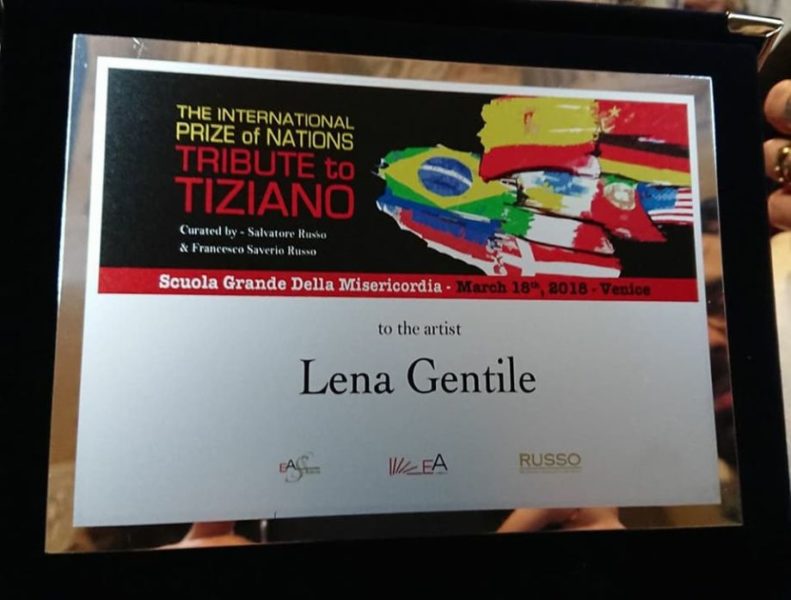 THE INTERNATIONAL
PRIZE of NATIONS
TRIBUTE to
TIZIANO
Curated by - Salvatore Russo
& Francesco Saverio Russo
Scuola Grande Della Misericordia - March 18th, 2018 - Venice
to the artist
Lena Gentile
EA
EA
RUSSO